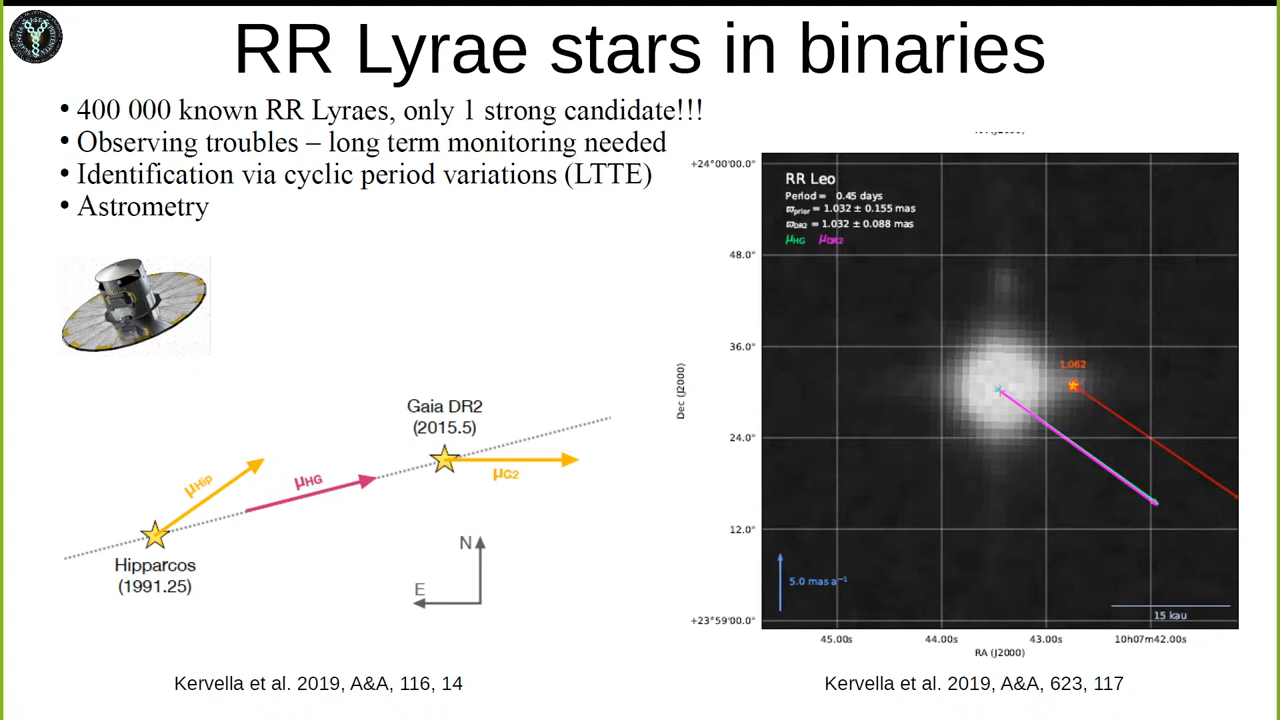 RR Lyrae stars in binaries
• 400 000 known RR Lyraes, only 1 strong candidate!!!
• Observing troubles – long term monitoring needed
• Identification via cyclic period variations (LTTE)
• Astrometry
Gaia DR2
(2015.5)
μHip
μHG
μG2
Hipparcos
(1991.25)
N
E
Kervella et al. 2019, A&A, 116, 14
+24°00'00.0"
48.0"
36.0"
24.0"
12.0"
+23°59'00.0"
Dec (J2000)
RR Leo
Period = 0.45 days
ϖprior = 1.032 ± 0.155 mas
ϖDR2 = 1.032 ± 0.088 mas
μHG μDR2
1.062
5.0 mas a⁻¹
15 kau
45.00s 44.00s 43.00s 10h07m42.00s
RA (J2000)
Kervella et al. 2019, A&A, 623, 117